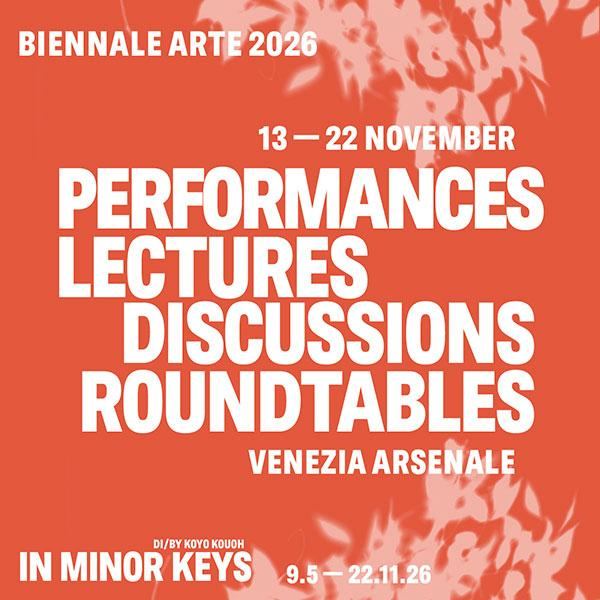 BIENNALE ARTE 2026
13 — 22 NOVEMBER
PERFORMANCES
LECTURES
DISCUSSIONS
ROUNDTABLES
VENEZIA ARSENALE
DI/BY KOYO KOUOH
IN MINOR KEYS
9.5 — 22.11.26